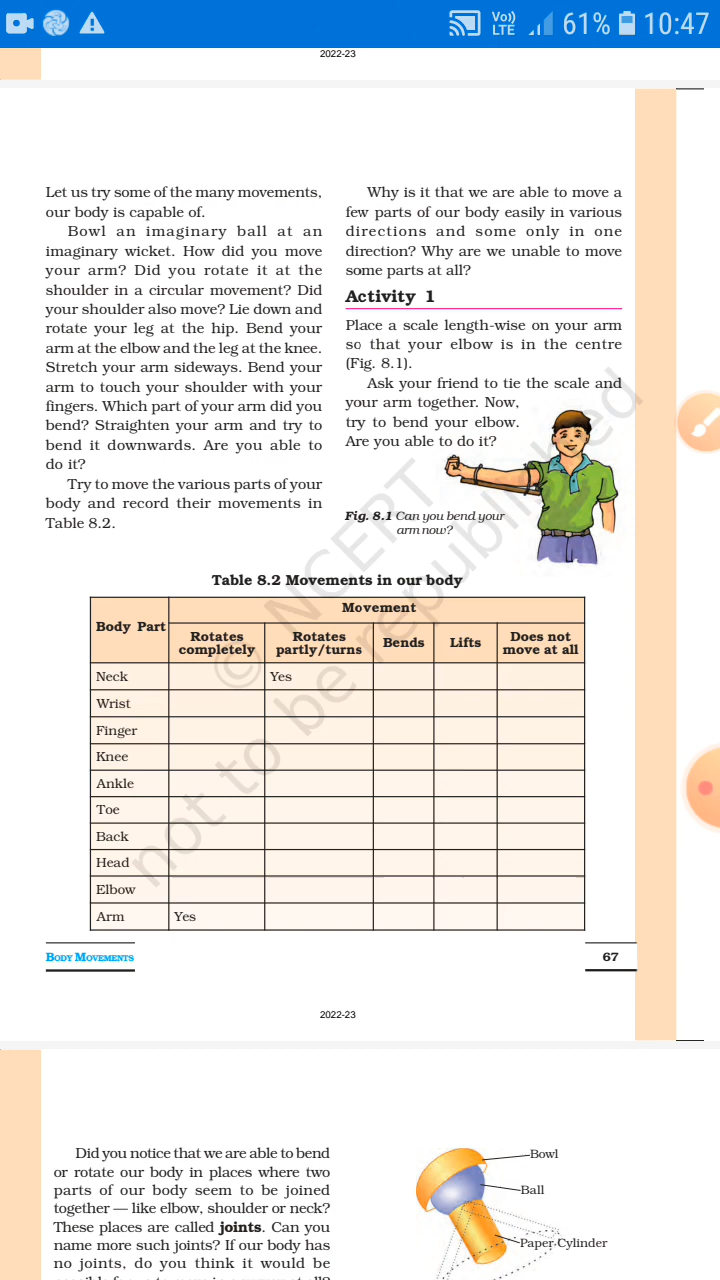 Vo))
LTE
61%
10:47
2022-23
Let us try some of the many movements,
our body is capable of.
Bowl an imaginary ball at an
imaginary wicket. How did you move
your arm? Did you rotate it at the
shoulder in a circular movement? Did
your shoulder also move? Lie down and
rotate your leg at the hip. Bend your
arm at the elbow and the leg at the knee.
Stretch your arm sideways. Bend your
arm to touch your shoulder with your
fingers. Which part of your arm did you
bend? Straighten your arm and try to
bend it downwards. Are you able to
do it?
Try to move the various parts of your
body and record their movements in
Table 8.2.
Why is it that we are able to move a
few parts of our body easily in various
directions and some only in one
direction? Why are we unable to move
some parts at all?
Activity 1
Place a scale length-wise on your arm
so that your elbow is in the centre
(Fig. 8.1).
Ask your friend to tie the scale and
your arm together. Now,
try to bend your elbow.
Are you able to do it?
Fig. 8.1 Can you bend your
arm now?
© NCERT
not to be republished
Table 8.2 Movements in our body
Body Part
Movement
Rotates completely
Rotates partly/turns
Bends
Lifts
Does not move at all
Neck Yes
Wrist
Finger
Knee
Ankle
Toe
Back
Head
Elbow
Arm Yes
BODY MOVEMENTS
67
2022-23
Did you notice that we are able to bend
or rotate our body in places where two
parts of our body seem to be joined
together — like elbow, shoulder or neck?
These places are called joints. Can you
name more such joints? If our body has
no joints, do you think it would be
Bowl
Ball
Paper Cylinder